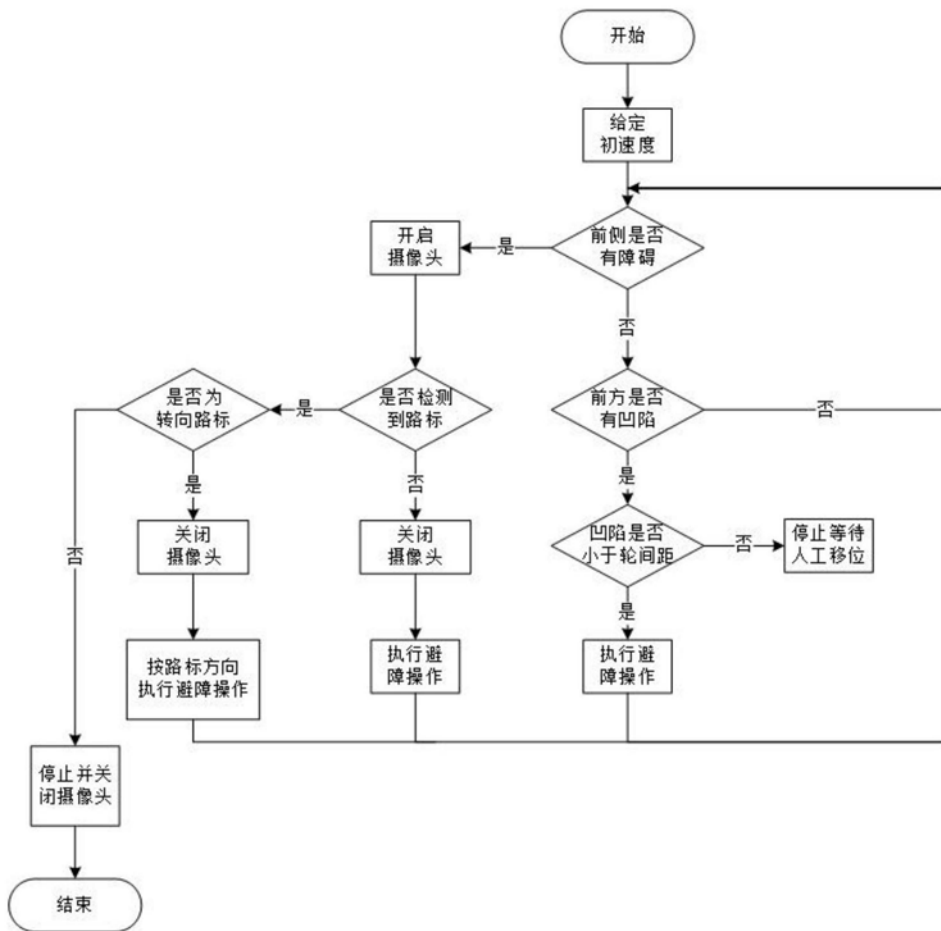 开始
给定
初速度
前侧是否
有障碍
是
开启
摄像头
否
是否为
转向路标
是
是否检测
到路标
前方是否
有凹陷
否
是
否
是
关闭
摄像头
关闭
摄像头
凹陷是否
小于轮间距
否
停止等待
人工移位
否
是
按路标方向
执行避障操作
执行避
障操作
执行避
障操作
停止并关
闭摄像头
结束